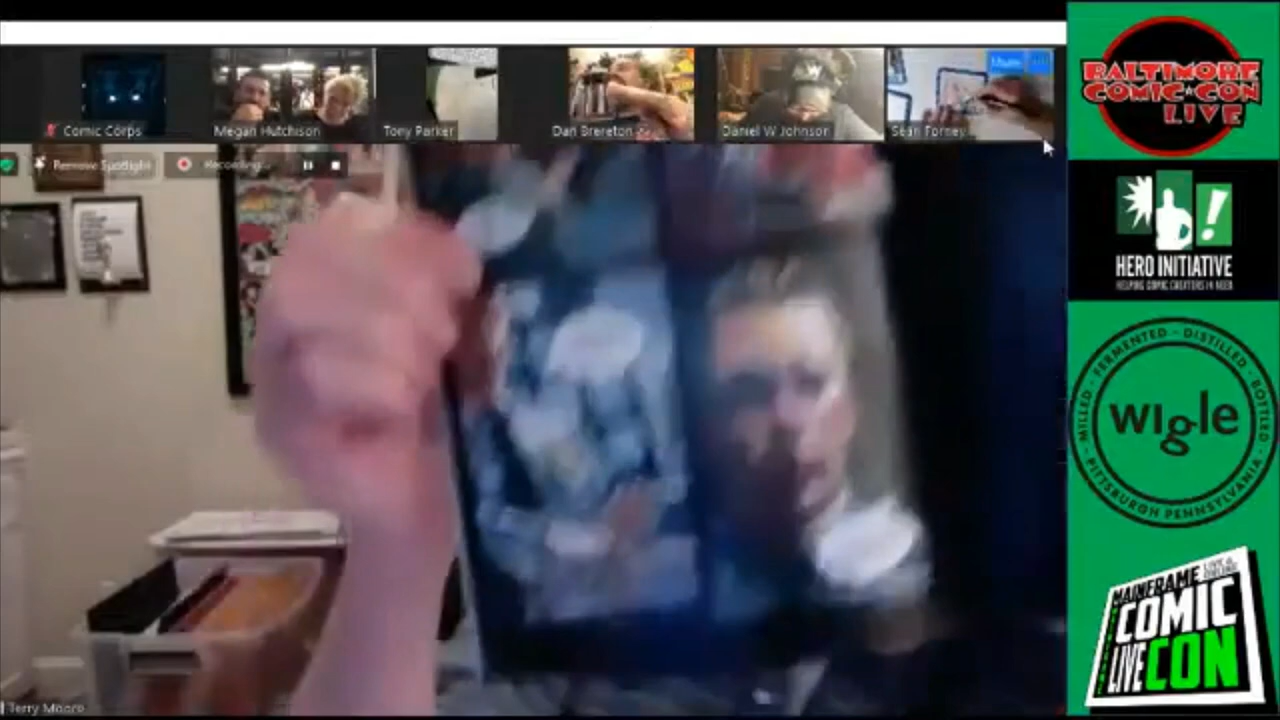 Comic Corps
Megan Hutchison
Tony Parker
Dan Brereton
Daniel W Johnson
Sean Forney
Remove Spotlight
Recording...
Terry Moore
BALTIMORE
COMIC-CON
LIVE
HERO INITIATIVE
HELPING COMIC CREATORS IN NEED
MILLED · FERMENTED · DISTILLED · BOTTLED
wigle
PITTSBURGH PENNSYLVANIA
MAINFRAME
COMIC
LIVE CON